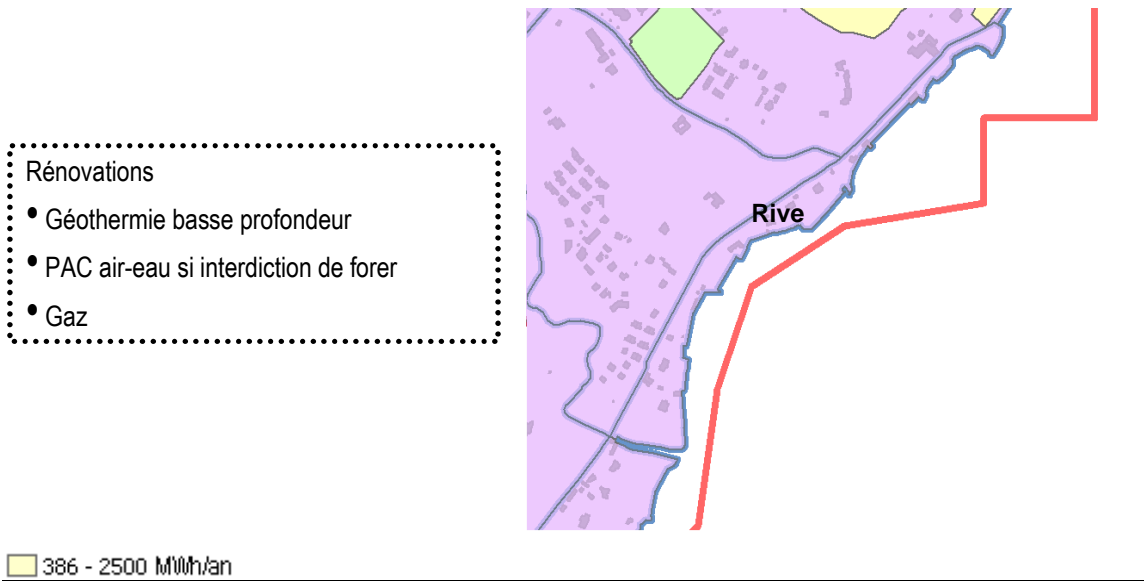 Rénovations
• Géothermie basse profondeur
• PAC air-eau si interdiction de forer
• Gaz
Rive
386 - 2500 MWh/an